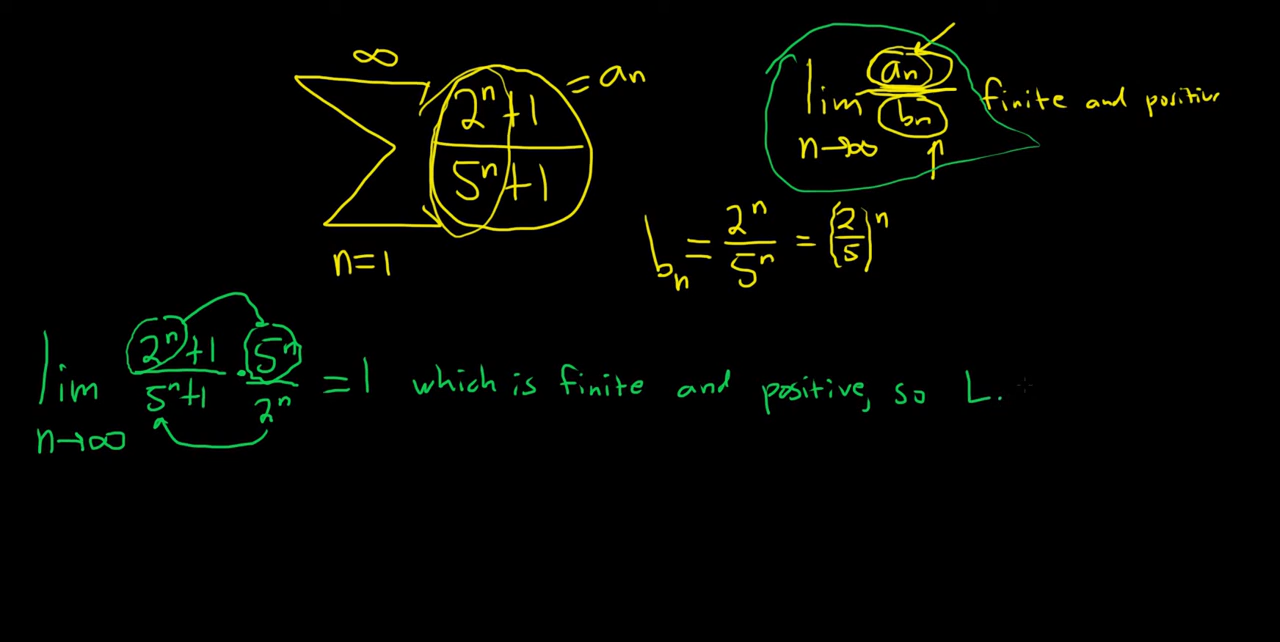 ∞
Σ (2ⁿ+1)/(5ⁿ+1) = an
n=1
lim an/bn finite and positive
n→∞
bn = 2ⁿ/5ⁿ = (2/5)ⁿ
lim (2ⁿ+1)/(5ⁿ+1) · 5ⁿ/2ⁿ = 1 which is finite and positive, so L.
n→∞